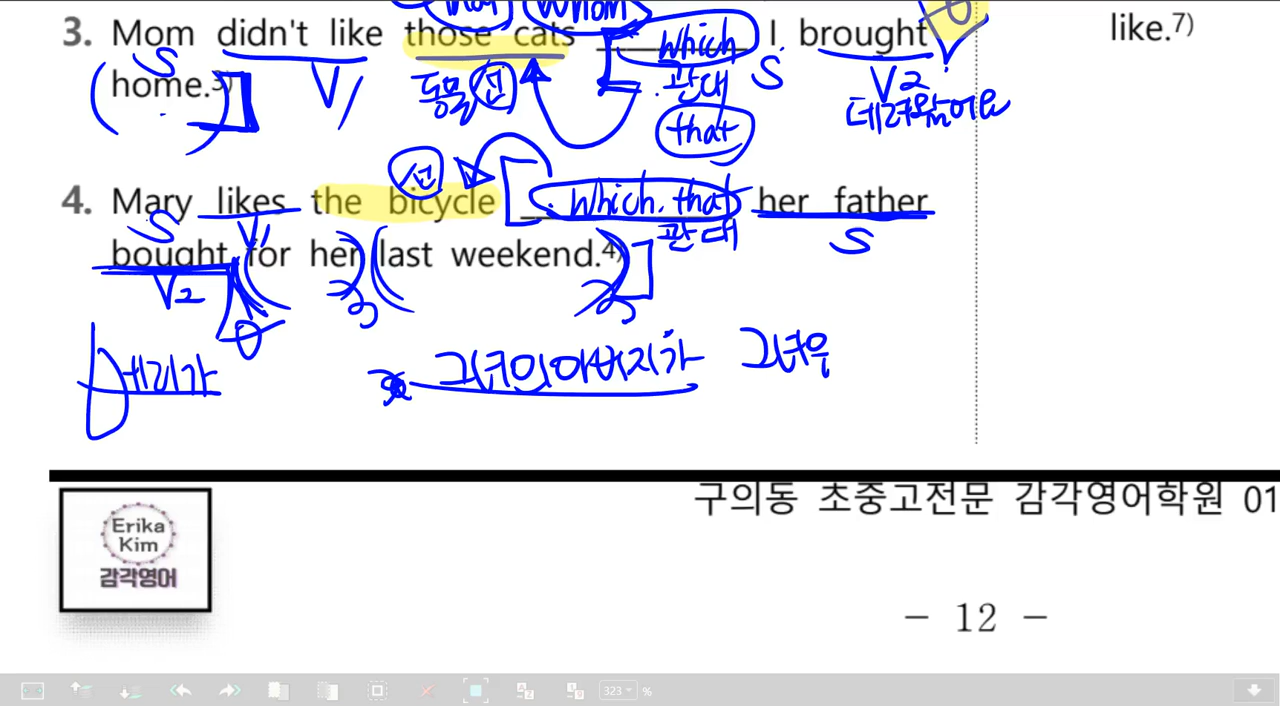 that whom
3. Mom didn't like those cats which I brought
like.7)
home.3)
S V1 동물 선 관대 S V2
that 데려왔어요
선
4. Mary likes the bicycle which. that her father
S V1 관대 S
bought for her last weekend.4)
V2
메리가 그녀의 아버지가 그녀
Erika
Kim
감각영어
구의동 초중고전문 감각영어학원 01
- 12 -
323 %